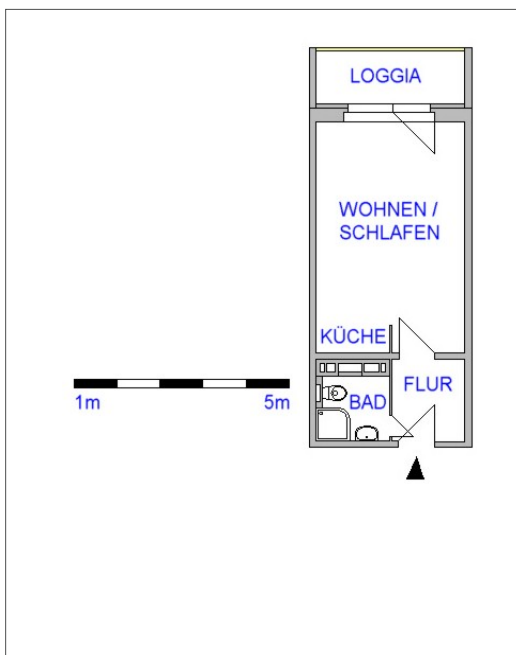 LOGGIA
WOHNEN /
SCHLAFEN
KÜCHE
FLUR
BAD
1m
5m